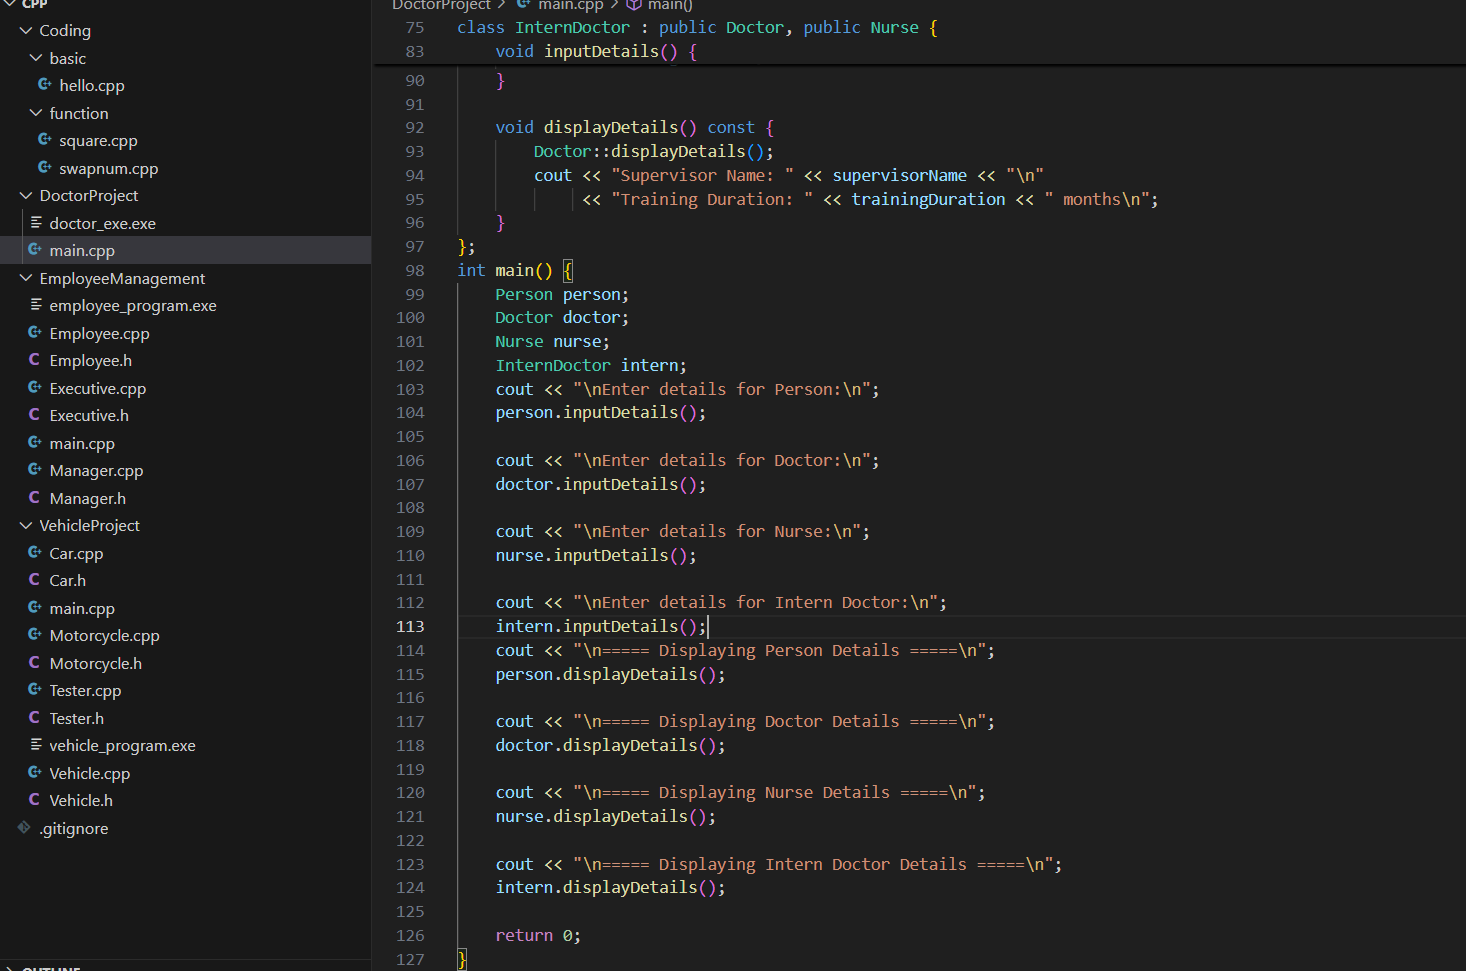 CPP
Coding
basic
hello.cpp
function
square.cpp
swapnum.cpp
DoctorProject
doctor_exe.exe
main.cpp
EmployeeManagement
employee_program.exe
Employee.cpp
Employee.h
Executive.cpp
Executive.h
main.cpp
Manager.cpp
Manager.h
VehicleProject
Car.cpp
Car.h
main.cpp
Motorcycle.cpp
Motorcycle.h
Tester.cpp
Tester.h
vehicle_program.exe
Vehicle.cpp
Vehicle.h
.gitignore
OUTLINE
DoctorProject > main.cpp > main()
75 class InternDoctor : public Doctor, public Nurse {
83     void inputDetails() {
90     }
91
92     void displayDetails() const {
93         Doctor::displayDetails();
94         cout << "Supervisor Name: " << supervisorName << "\n"
95              << "Training Duration: " << trainingDuration << " months\n";
96     }
97 };
98 int main() {
99     Person person;
100     Doctor doctor;
101     Nurse nurse;
102     InternDoctor intern;
103     cout << "\nEnter details for Person:\n";
104     person.inputDetails();
105
106     cout << "\nEnter details for Doctor:\n";
107     doctor.inputDetails();
108
109     cout << "\nEnter details for Nurse:\n";
110     nurse.inputDetails();
111
112     cout << "\nEnter details for Intern Doctor:\n";
113     intern.inputDetails();
114     cout << "\n===== Displaying Person Details =====\n";
115     person.displayDetails();
116
117     cout << "\n===== Displaying Doctor Details =====\n";
118     doctor.displayDetails();
119
120     cout << "\n===== Displaying Nurse Details =====\n";
121     nurse.displayDetails();
122
123     cout << "\n===== Displaying Intern Doctor Details =====\n";
124     intern.displayDetails();
125
126     return 0;
127 }